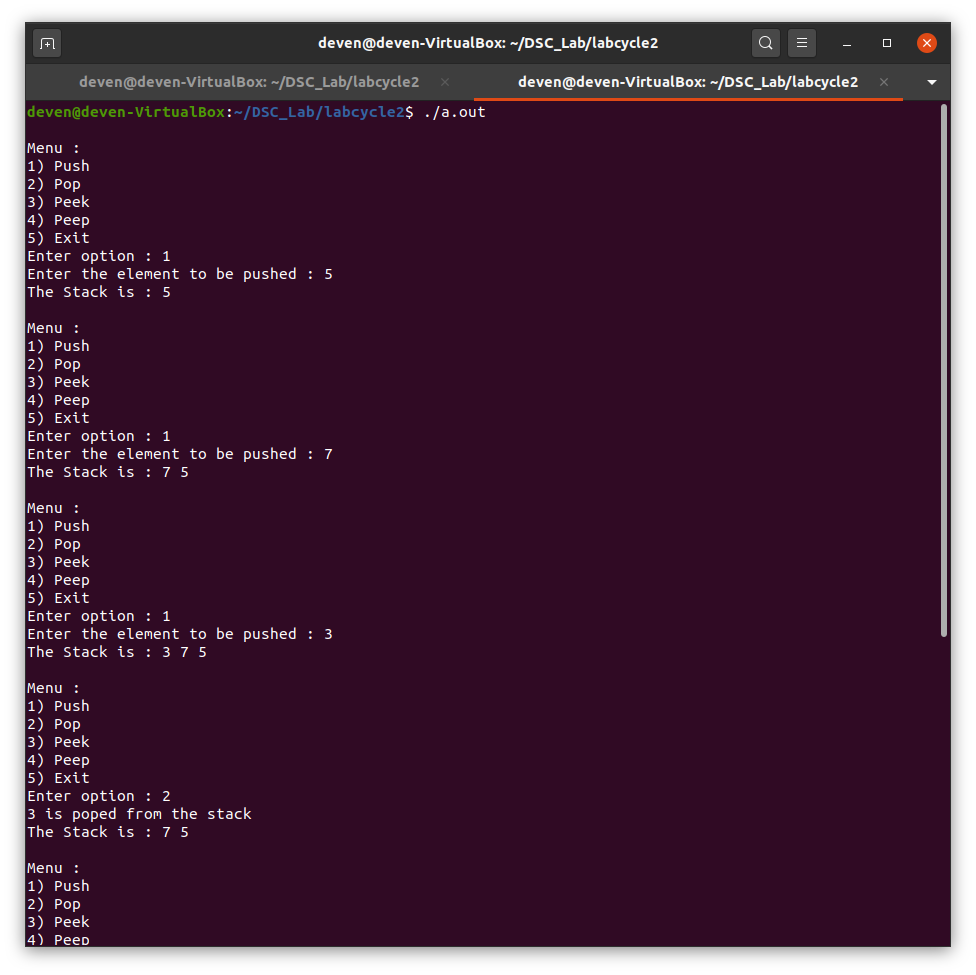 deven@deven-VirtualBox: ~/DSC_Lab/labcycle2
deven@deven-VirtualBox: ~/DSC_Lab/labcycle2 deven@deven-VirtualBox: ~/DSC_Lab/labcycle2
deven@deven-VirtualBox:~/DSC_Lab/labcycle2$ ./a.out
Menu :
1) Push
2) Pop
3) Peek
4) Peep
5) Exit
Enter option : 1
Enter the element to be pushed : 5
The Stack is : 5
Menu :
1) Push
2) Pop
3) Peek
4) Peep
5) Exit
Enter option : 1
Enter the element to be pushed : 7
The Stack is : 7 5
Menu :
1) Push
2) Pop
3) Peek
4) Peep
5) Exit
Enter option : 1
Enter the element to be pushed : 3
The Stack is : 3 7 5
Menu :
1) Push
2) Pop
3) Peek
4) Peep
5) Exit
Enter option : 2
3 is poped from the stack
The Stack is : 7 5
Menu :
1) Push
2) Pop
3) Peek
4) Peep